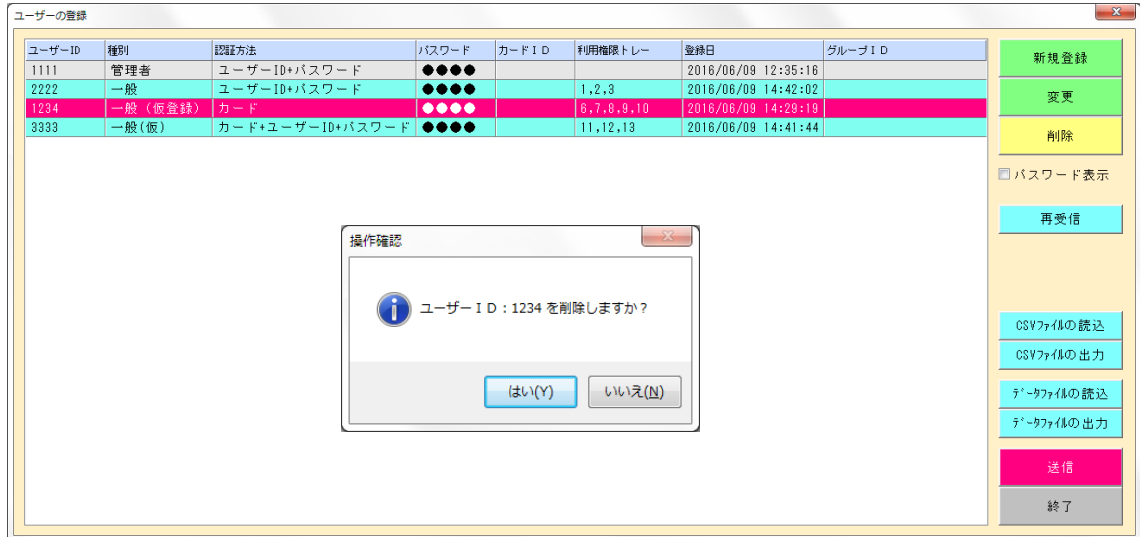 ユーザーの登録
ユーザーID 種別 認証方法 パスワード カードＩＤ 利用権限トレー 登録日 グループＩＤ
1111 管理者 ユーザーID+パスワード ●●●● 2016/06/09 12:35:16
2222 一般 ユーザーID+パスワード ●●●● 1,2,3 2016/06/09 14:42:02
1234 一般（仮登録） カード ●●●● 6,7,8,9,10 2016/06/09 14:29:19
3333 一般(仮) カード+ユーザーID+パスワード ●●●● 11,12,13 2016/06/09 14:41:44
新規登録
変更
削除
パスワード表示
再受信
CSVﾌｧｲﾙの読込
CSVﾌｧｲﾙの出力
ﾃﾞｰﾀﾌｧｲﾙの読込
ﾃﾞｰﾀﾌｧｲﾙの出力
送信
終了
操作確認
ユーザーＩＤ：1234 を削除しますか？
はい(Y) いいえ(N)